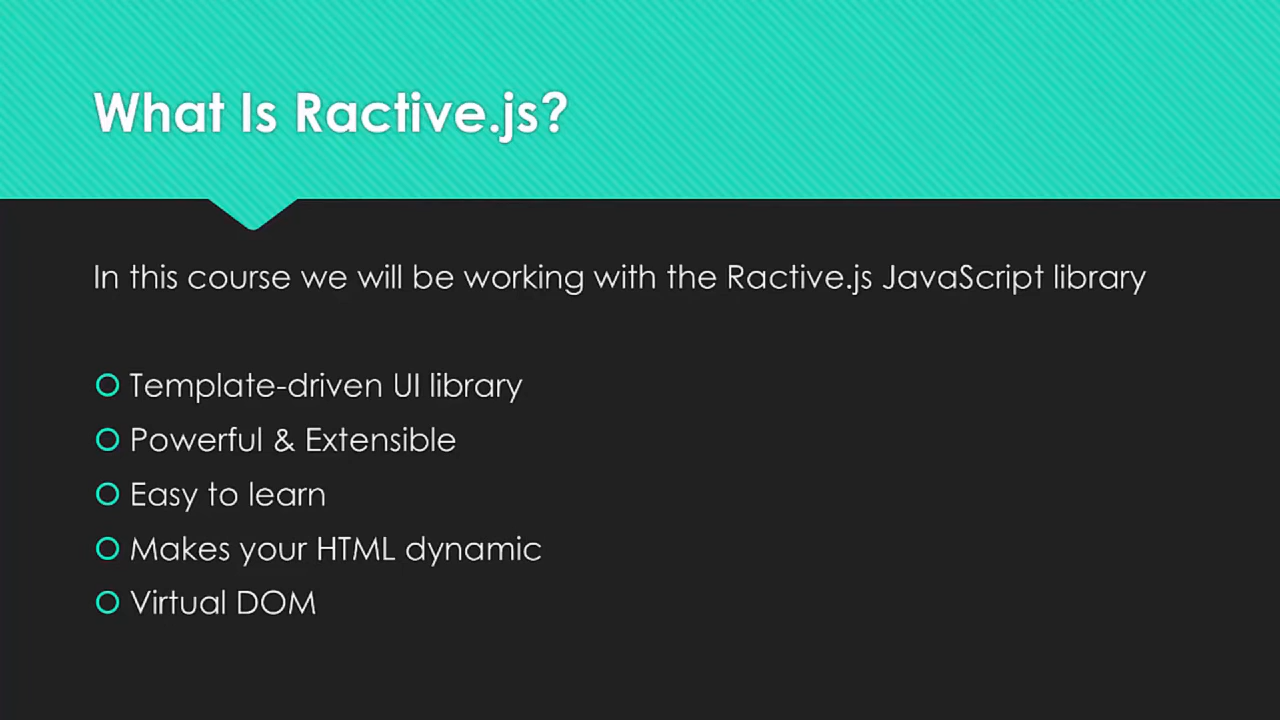 What Is Ractive.js?
In this course we will be working with the Ractive.js JavaScript library
Template-driven UI library
Powerful & Extensible
Easy to learn
Makes your HTML dynamic
Virtual DOM